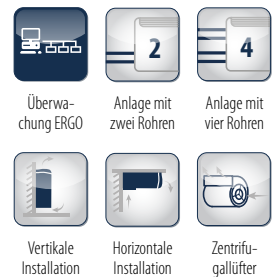 2
4
Überwa-
chung ERGO
Anlage mit
zwei Rohren
Anlage mit
vier Rohren
Vertikale
Installation
Horizontale
Installation
Zentrifu-
gallüfter